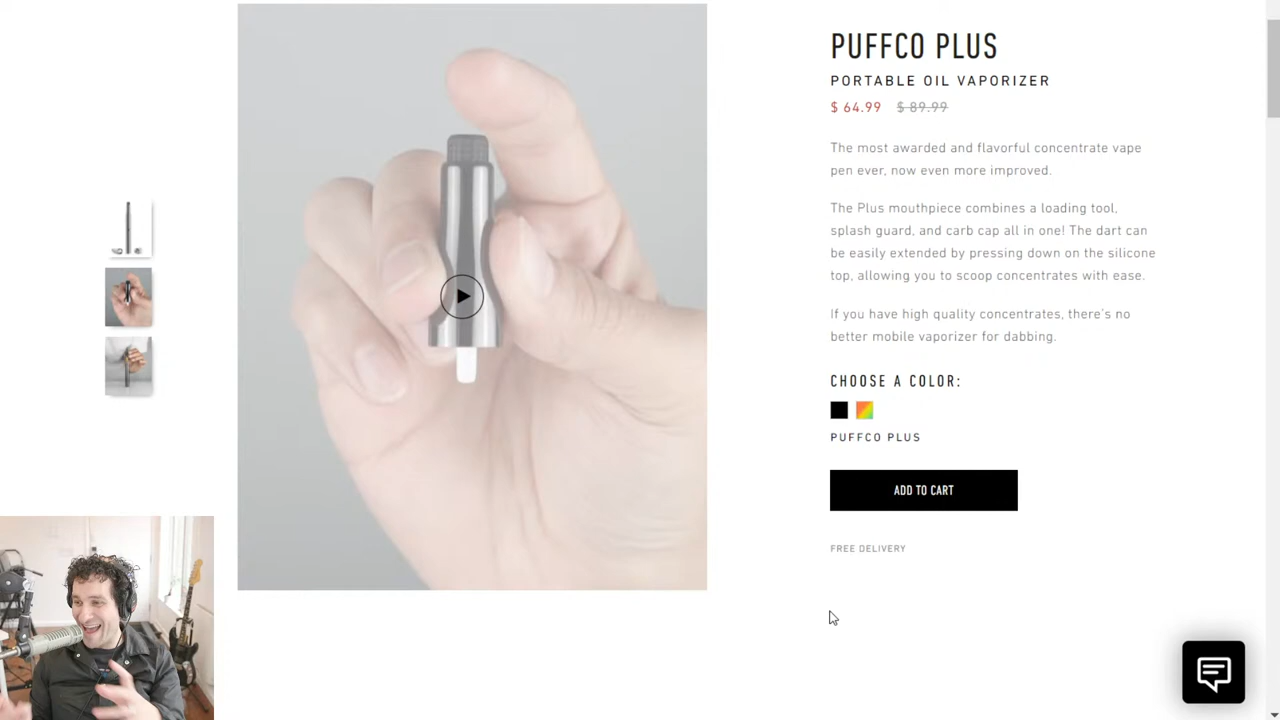 PUFFCO PLUS
PORTABLE OIL VAPORIZER
$ 64.99 $ 89.99
The most awarded and flavorful concentrate vape
pen ever, now even more improved.
The Plus mouthpiece combines a loading tool,
splash guard, and carb cap all in one! The dart can
be easily extended by pressing down on the silicone
top, allowing you to scoop concentrates with ease.
If you have high quality concentrates, there's no
better mobile vaporizer for dabbing.
CHOOSE A COLOR:
PUFFCO PLUS
ADD TO CART
FREE DELIVERY